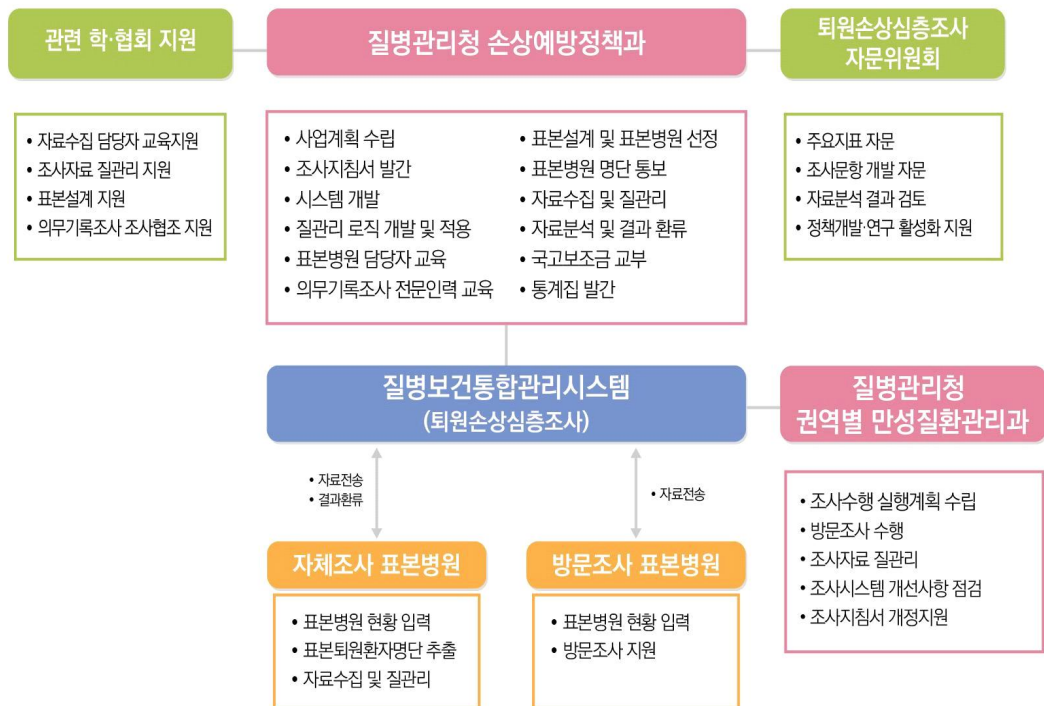 관련 학·협회 지원
질병관리청 손상예방정책과
퇴원손상심층조사
자문위원회
• 자료수집 담당자 교육지원
• 조사자료 질관리 지원
• 표본설계 지원
• 의무기록조사 조사협조 지원
• 사업계획 수립
• 조사지침서 발간
• 시스템 개발
• 질관리 로직 개발 및 적용
• 표본병원 담당자 교육
• 의무기록조사 전문인력 교육
• 표본설계 및 표본병원 선정
• 표본병원 명단 통보
• 자료수집 및 질관리
• 자료분석 및 결과 환류
• 국고보조금 교부
• 통계집 발간
• 주요지표 자문
• 조사문항 개발 자문
• 자료분석 결과 검토
• 정책개발·연구 활성화 지원
질병보건통합관리시스템
(퇴원손상심층조사)
질병관리청
권역별 만성질환관리과
• 자료전송
• 결과환류
• 자료전송
• 조사수행 실행계획 수립
• 방문조사 수행
• 조사자료 질관리
• 조사시스템 개선사항 점검
• 조사지침서 개정지원
자체조사 표본병원
• 표본병원 현황 입력
• 표본퇴원환자명단 추출
• 자료수집 및 질관리
방문조사 표본병원
• 표본병원 현황 입력
• 방문조사 지원